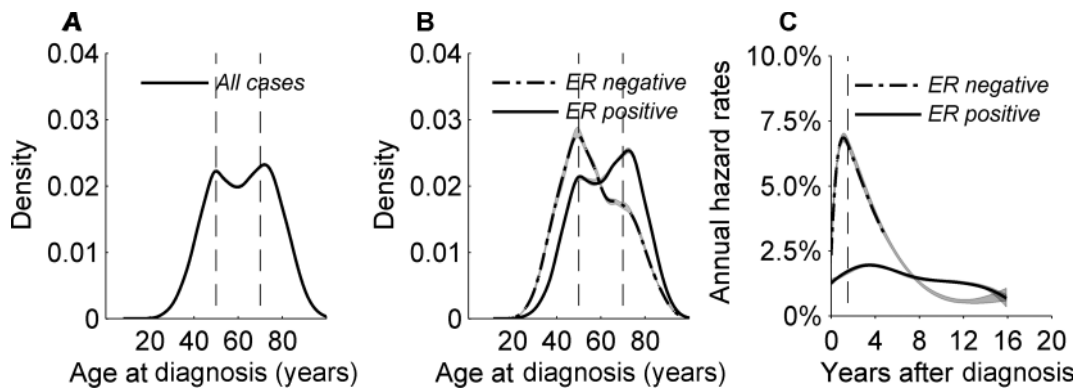 A
0.04
0.03
0.02
0.01
0
Density
All cases
20 40 60 80
Age at diagnosis (years)
B
0.04
0.03
0.02
0.01
0
Density
ER negative
ER positive
20 40 60 80
Age at diagnosis (years)
C
10.0%
7.5%
5.0%
2.5%
0%
Annual hazard rates
ER negative
ER positive
0 4 8 12 16 20
Years after diagnosis